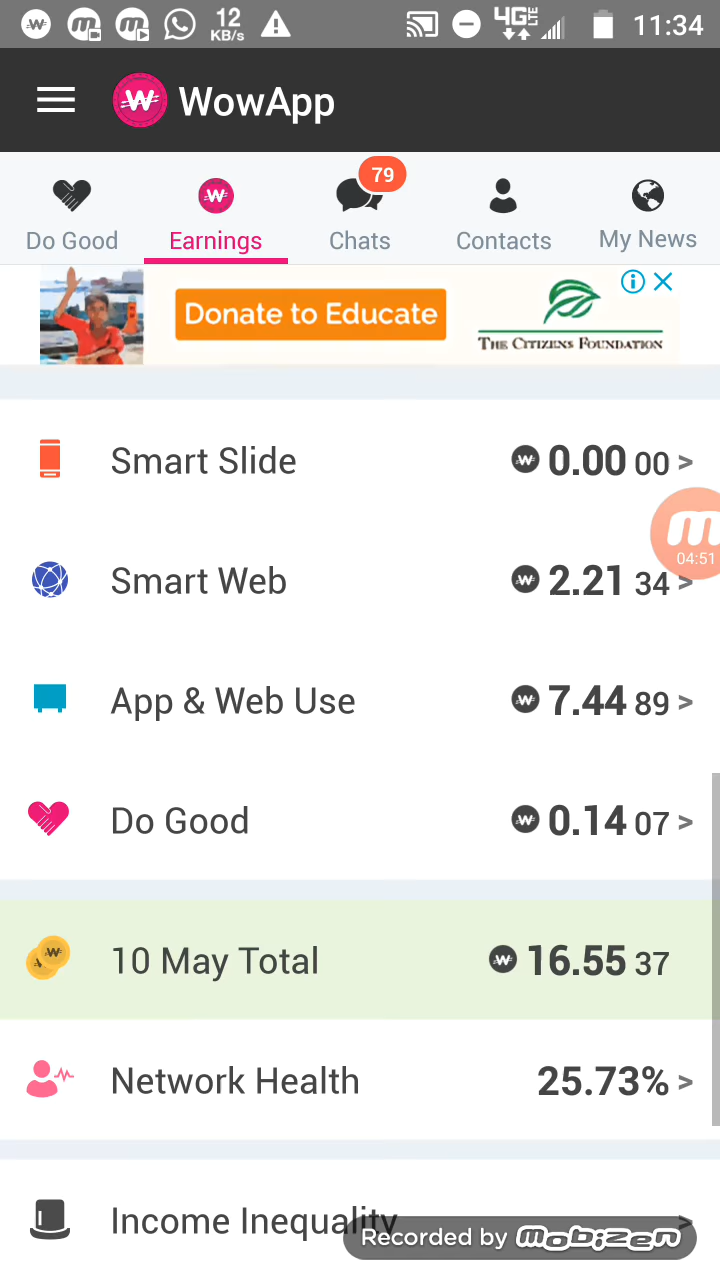 12
KB/s
4G LTE
11:34
WowApp
79
Do Good
Earnings
Chats
Contacts
My News
Donate to Educate
THE CITIZENS FOUNDATION
Smart Slide
0.00 00 >
04:51
Smart Web
2.21 34 >
App & Web Use
7.44 89 >
Do Good
0.14 07 >
10 May Total
16.55 37
Network Health
25.73% >
Income Inequality >
Recorded by mobizen